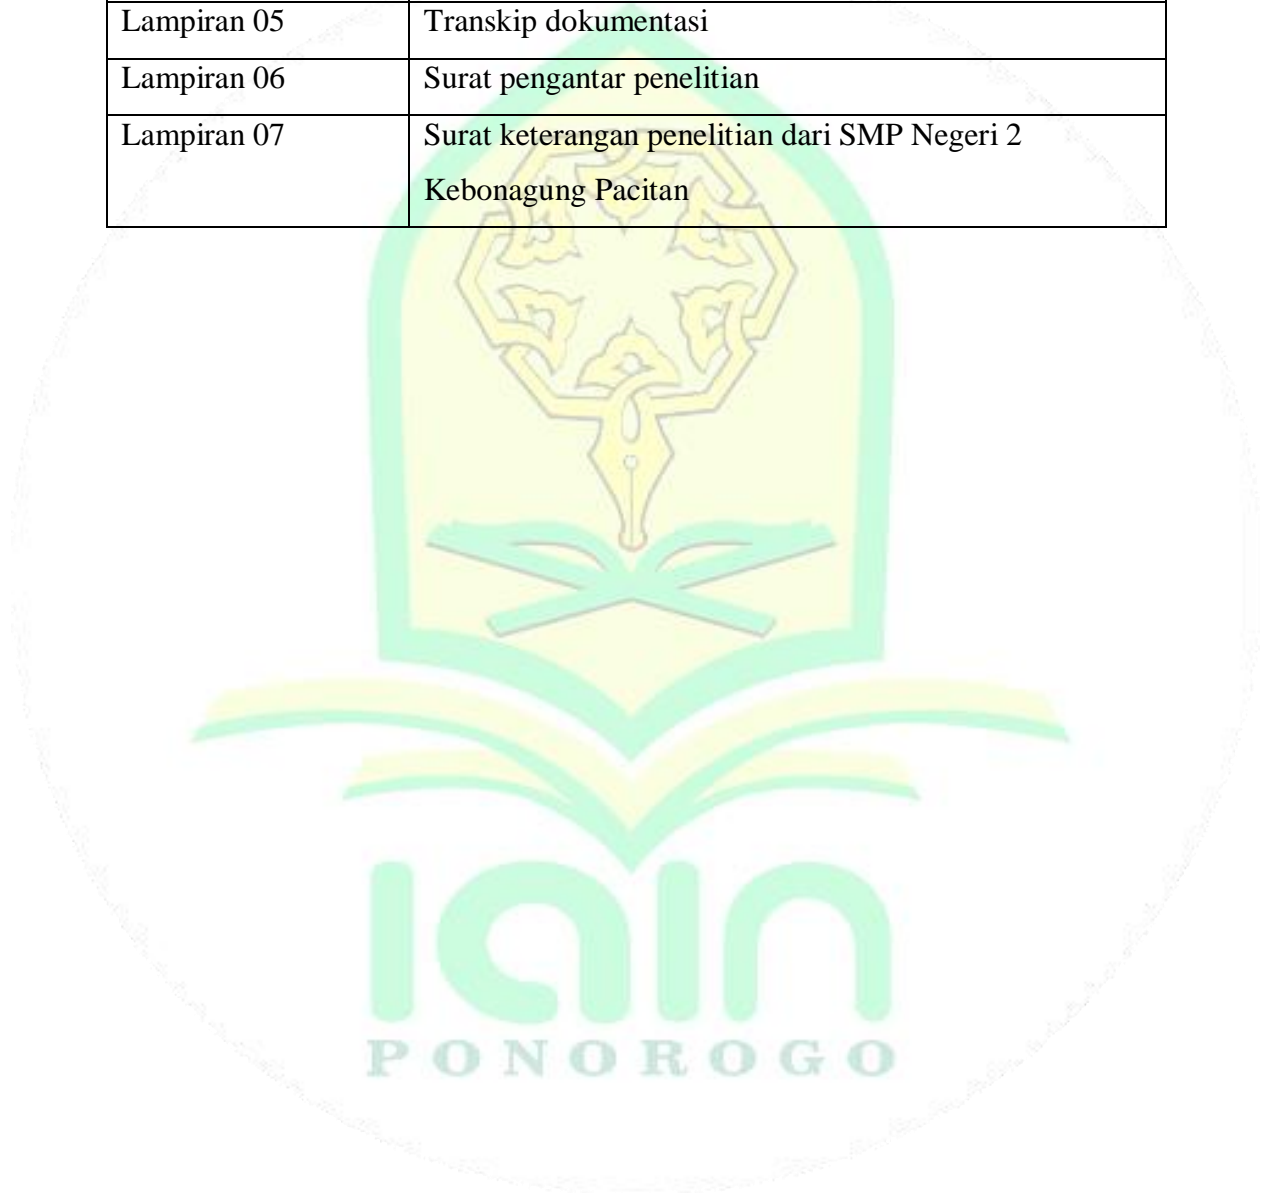 Lampiran 05 Transkip dokumentasi
Lampiran 06 Surat pengantar penelitian
Lampiran 07 Surat keterangan penelitian dari SMP Negeri 2
Kebonagung Pacitan
iain
PONOROGO